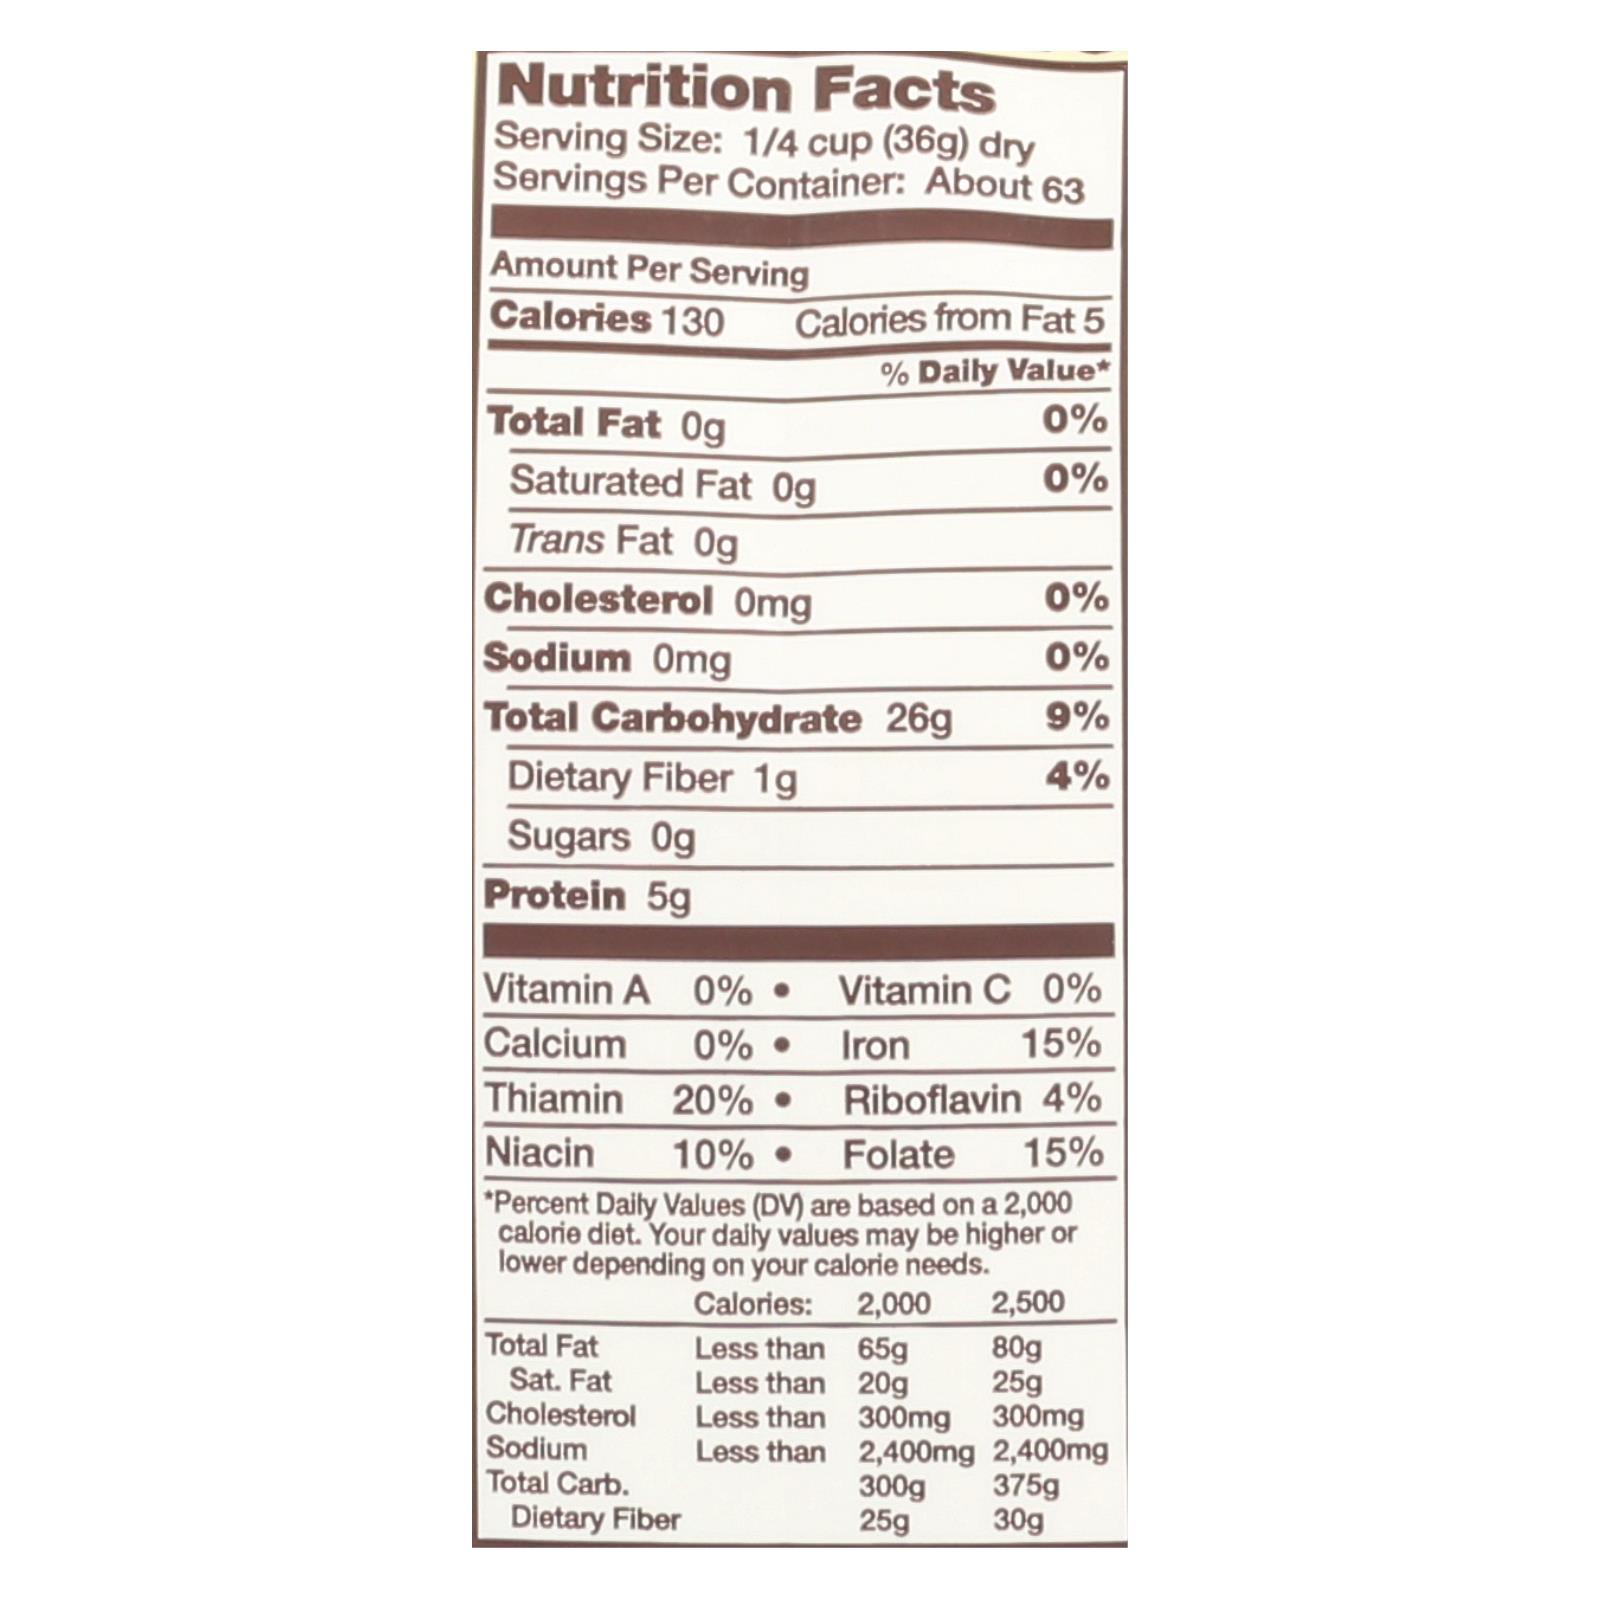 Nutrition Facts
Serving Size: 1/4 cup (36g) dry
Servings Per Container: About 63
Amount Per Serving
Calories 130 Calories from Fat 5
% Daily Value*
Total Fat 0g 0%
Saturated Fat 0g 0%
Trans Fat 0g
Cholesterol 0mg 0%
Sodium 0mg 0%
Total Carbohydrate 26g 9%
Dietary Fiber 1g 4%
Sugars 0g
Protein 5g
Vitamin A 0% • Vitamin C 0%
Calcium 0% • Iron 15%
Thiamin 20% • Riboflavin 4%
Niacin 10% • Folate 15%
*Percent Daily Values (DV) are based on a 2,000
calorie diet. Your daily values may be higher or
lower depending on your calorie needs.
Calories: 2,000 2,500
Total Fat Less than 65g 80g
Sat. Fat Less than 20g 25g
Cholesterol Less than 300mg 300mg
Sodium Less than 2,400mg 2,400mg
Total Carb. 300g 375g
Dietary Fiber 25g 30g